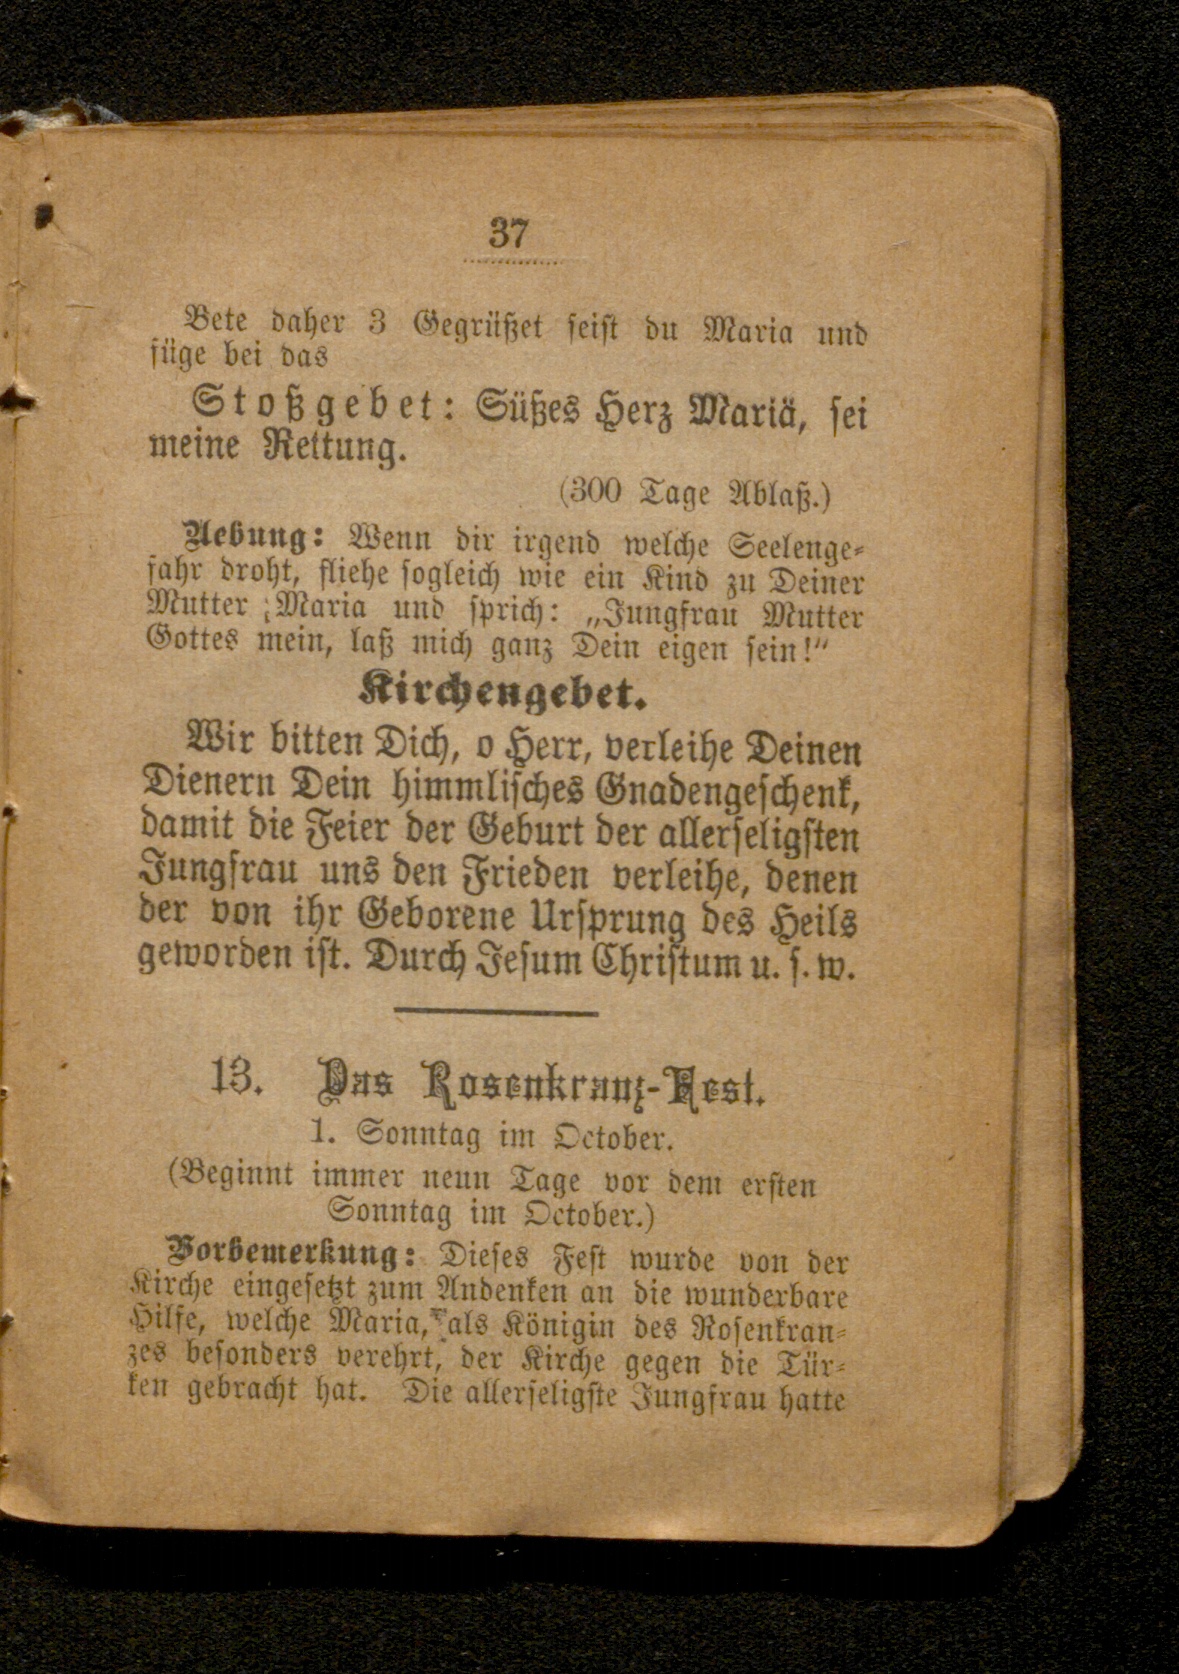 37
Bete daher 3 Gegrüßet seist du Maria und
füge bei das
Stoßgebet: Süßes Herz Mariä, sei
meine Rettung.
(300 Tage Ablaß.)
Uebung: Wenn dir irgend welche Seelenge-
fahr droht, fliehe sogleich wie ein Kind zu Deiner
Mutter Maria und sprich: „Jungfrau Mutter
Gottes mein, laß mich ganz Dein eigen sein!“
Kirchengebet.
Wir bitten Dich, o Herr, verleihe Deinen
Dienern Dein himmlisches Gnadengeschenk,
damit die Feier der Geburt der allerseligsten
Jungfrau uns den Frieden verleihe, denen
der von ihr Geborene Ursprung des Heils
geworden ist. Durch Jesum Christum u. s. w.
13. Das Rosenkranz-Fest.
1. Sonntag im October.
(Beginnt immer neun Tage vor dem ersten
Sonntag im October.)
Vorbemerkung: Dieses Fest wurde von der
Kirche eingesetzt zum Andenken an die wunderbare
Hilfe, welche Maria, als Königin des Rosenkran-
zes besonders verehrt, der Kirche gegen die Tür-
ken gebracht hat. Die allerseligste Jungfrau hatte